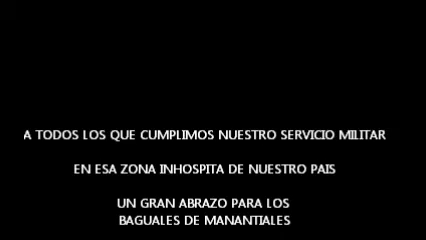 A TODOS LOS QUE CUMPLIMOS NUESTRO SERVICIO MILITAR
EN ESA ZONA INHOSPITA DE NUESTRO PAIS
UN GRAN ABRAZO PARA LOS
BAGUALES DE MANANTIALES